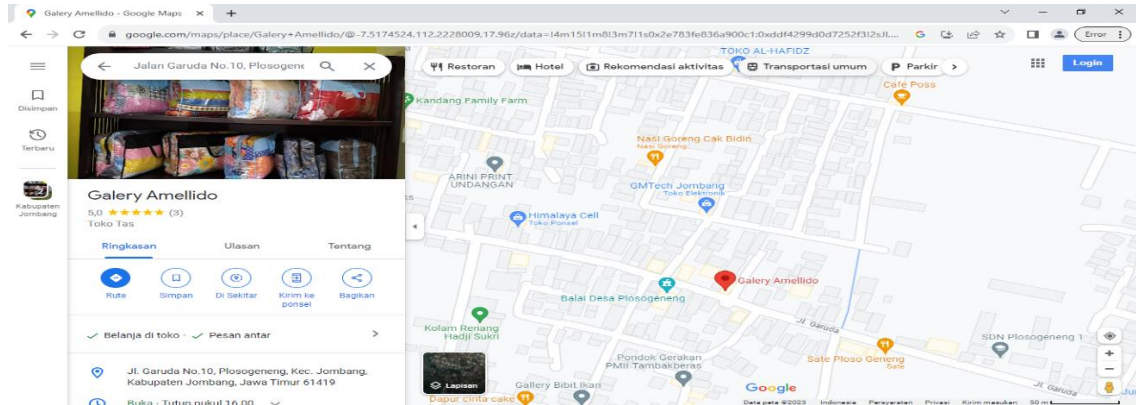 Galery Amellido - Google Maps
google.com/maps/place/Galery+Amellido/@-7.5174524,112.2228009,17.96z/data=!4m15!1m8!3m7!1s0x2e783fe836a900c1:0xddf4299d0d7252f3!2sJl....
Error
Jalan Garuda No.10, Plosogene
Restoran
Hotel
Rekomendasi aktivitas
Transportasi umum
Parkir
Login
Disimpan
Terbaru
Kabupaten
Jombang
Galery Amellido
5,0 (3)
Toko Tas
Ringkasan Ulasan Tentang
Rute
Simpan
Di Sekitar
Kirim ke
ponsel
Bagikan
Belanja di toko · Pesan antar
Jl. Garuda No.10, Plosogeneng, Kec. Jombang,
Kabupaten Jombang, Jawa Timur 61419
Buka · Tutup pukul 16.00
TOKO AL-HAFIDZ
Cafe Poss
Kandang Family Farm
Nasi Goreng Cak Bidin
Nasi Goreng
ARINI PRINT
UNDANGAN
GMTech Jombang
Toko Elektronik
Himalaya Cell
Toko Ponsel
Galery Amellido
Balai Desa Plosogeneng
Jl. Garuda
Kolam Renang
Hadji Sukri
SDN Plosogeneng 1
Sate Ploso Geneng
Sate
Pondok Gerakan
PMII Tambakberas
Lapisan
Gallery Bibit Ikan
Dapur cinta cake
Google
Jl. Garuda
Data peta ©2023 Indonesia Persyaratan Privasi Kirim masukan 50 m